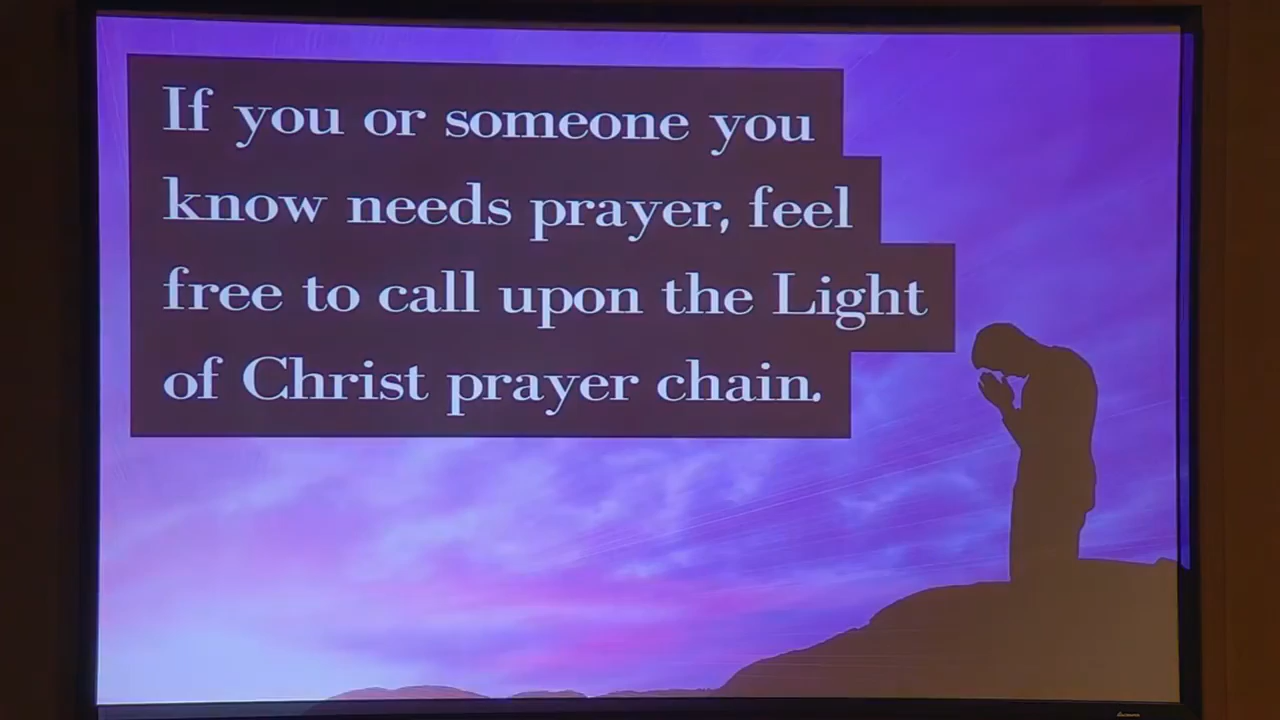 If you or someone you
know needs prayer, feel
free to call upon the Light
of Christ prayer chain.